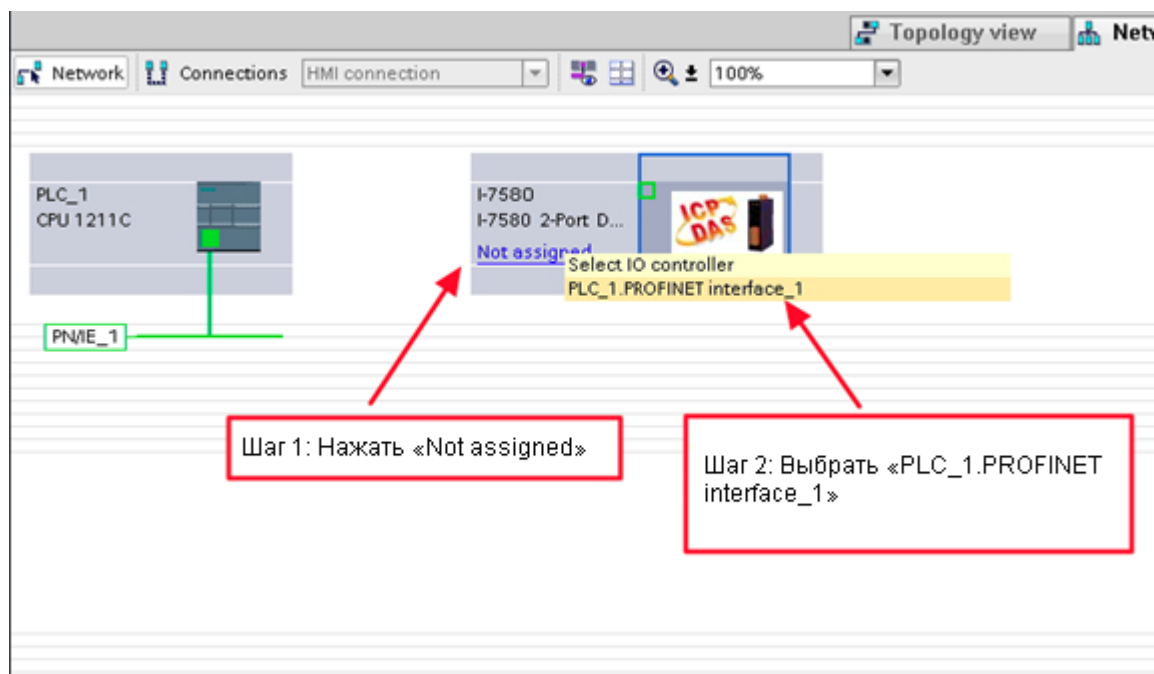 Topology view
Netv
Network
Connections
HMI connection
100%
PLC_1
CPU 1211C
I-7580
I-7580 2-Port D...
Not assigned
ICP
DAS
Select IO controller
PLC_1.PROFINET interface_1
PN/IE_1
Шаг 1: Нажать «Not assigned»
Шаг 2: Выбрать «PLC_1.PROFINET
interface_1»